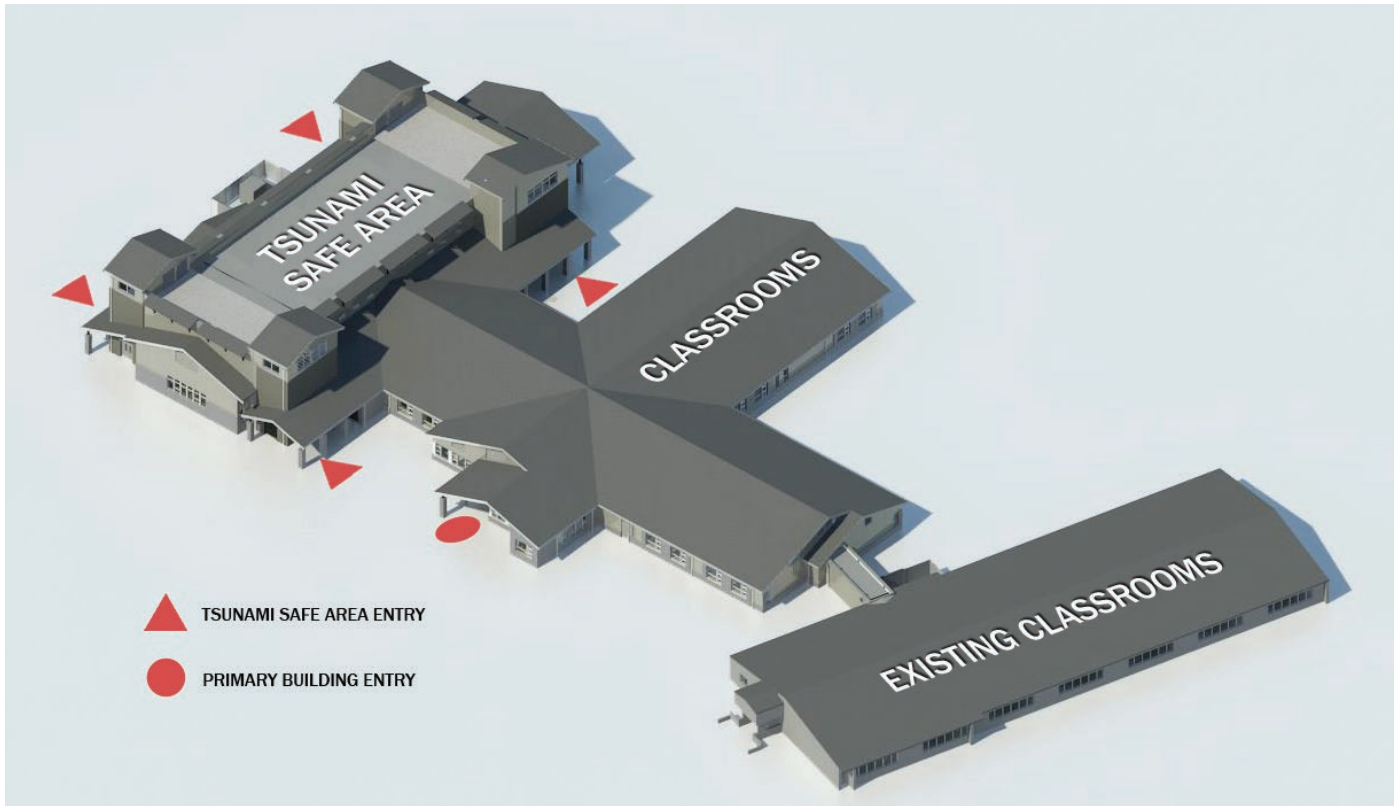 TSUNAMI
SAFE AREA
CLASSROOMS
EXISTING CLASSROOMS
TSUNAMI SAFE AREA ENTRY
PRIMARY BUILDING ENTRY